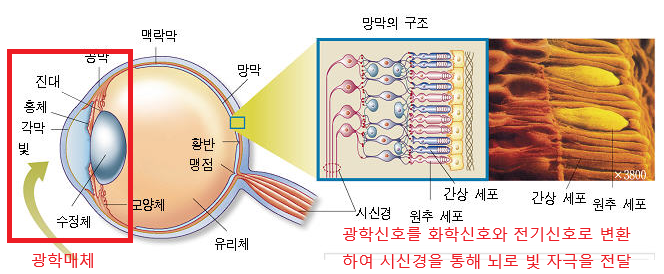 망막의 구조
맥락막
공막
망막
진대
홍체
각막
빛
황반
맹점
×3800
모양체
수정체
유리체
시신경
간상 세포
원추 세포
간상 세포
원추 세포
광학매체
광학신호를 화학신호와 전기신호로 변환
하여 시신경을 통해 뇌로 빛 자극을 전달